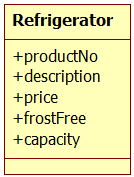 Refrigerator
+productNo
+description
+price
+frostFree
+capacity